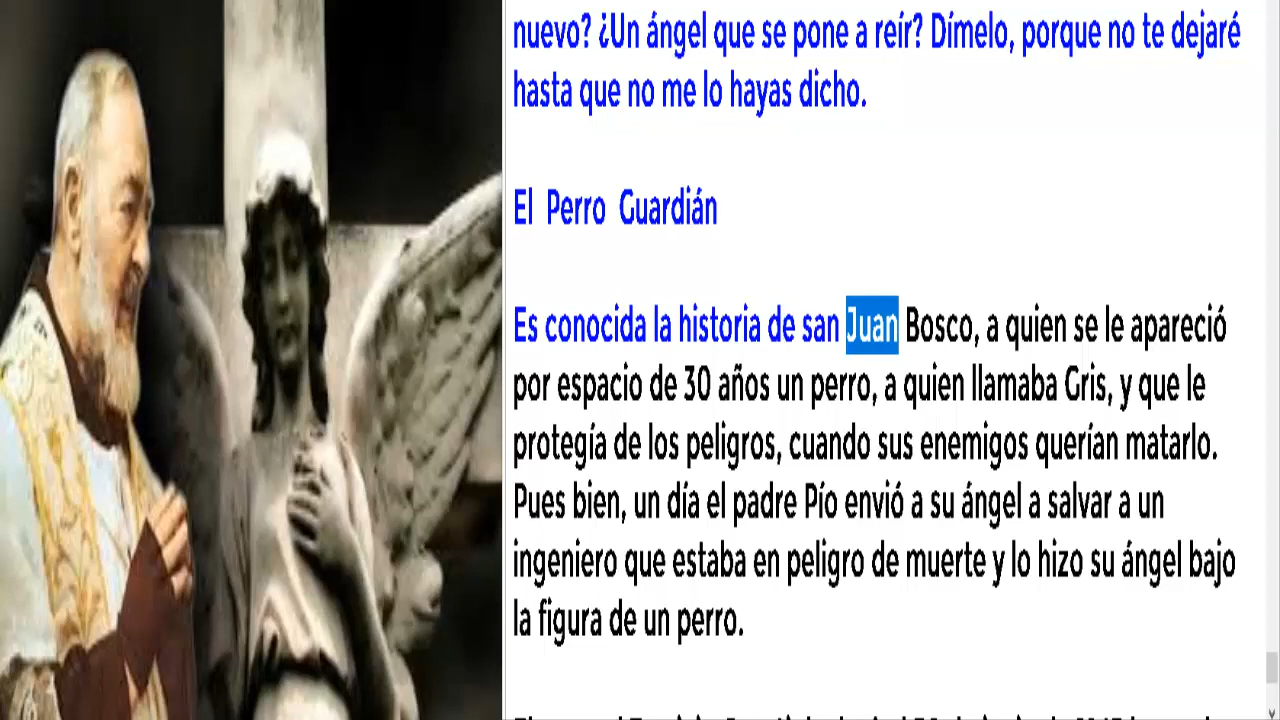 nuevo? ¿Un ángel que se pone a reír? Dímelo, porque no te dejaré
hasta que no me lo hayas dicho.
El Perro Guardián
Es conocida la historia de san Juan Bosco, a quien se le apareció
por espacio de 30 años un perro, a quien llamaba Gris, y que le
protegía de los peligros, cuando sus enemigos querían matarlo.
Pues bien, un día el padre Pío envió a su ángel a salvar a un
ingeniero que estaba en peligro de muerte y lo hizo su ángel bajo
la figura de un perro.